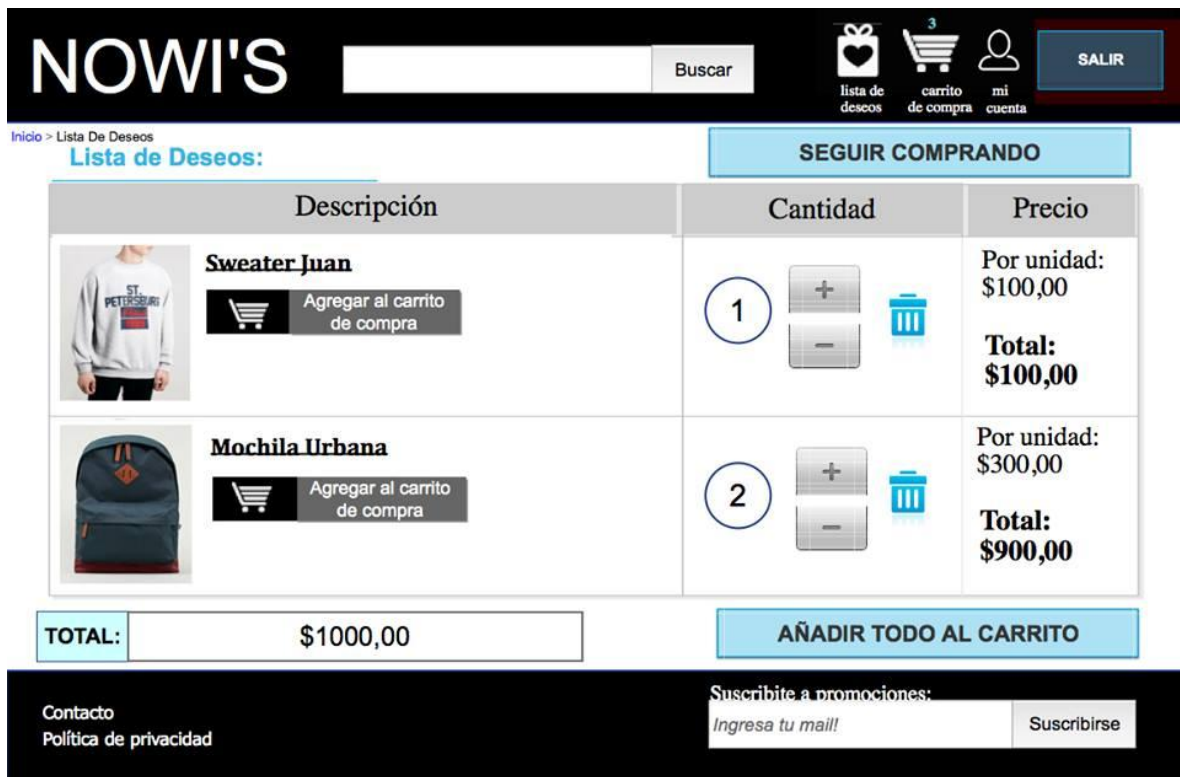 NOWI'S
Buscar
3
lista de
deseos
carrito
de compra
mi
cuenta
SALIR
Inicio > Lista De Deseos
Lista de Deseos:
SEGUIR COMPRANDO
Descripción
Cantidad
Precio
Sweater Juan
Agregar al carrito
de compra
ST.
PETERSBURG
1
+
-
Por unidad:
$100,00
Total:
$100,00
Mochila Urbana
Agregar al carrito
de compra
2
+
-
Por unidad:
$300,00
Total:
$900,00
TOTAL:
$1000,00
AÑADIR TODO AL CARRITO
Contacto
Política de privacidad
Suscribite a promociones:
Ingresa tu mail!
Suscribirse